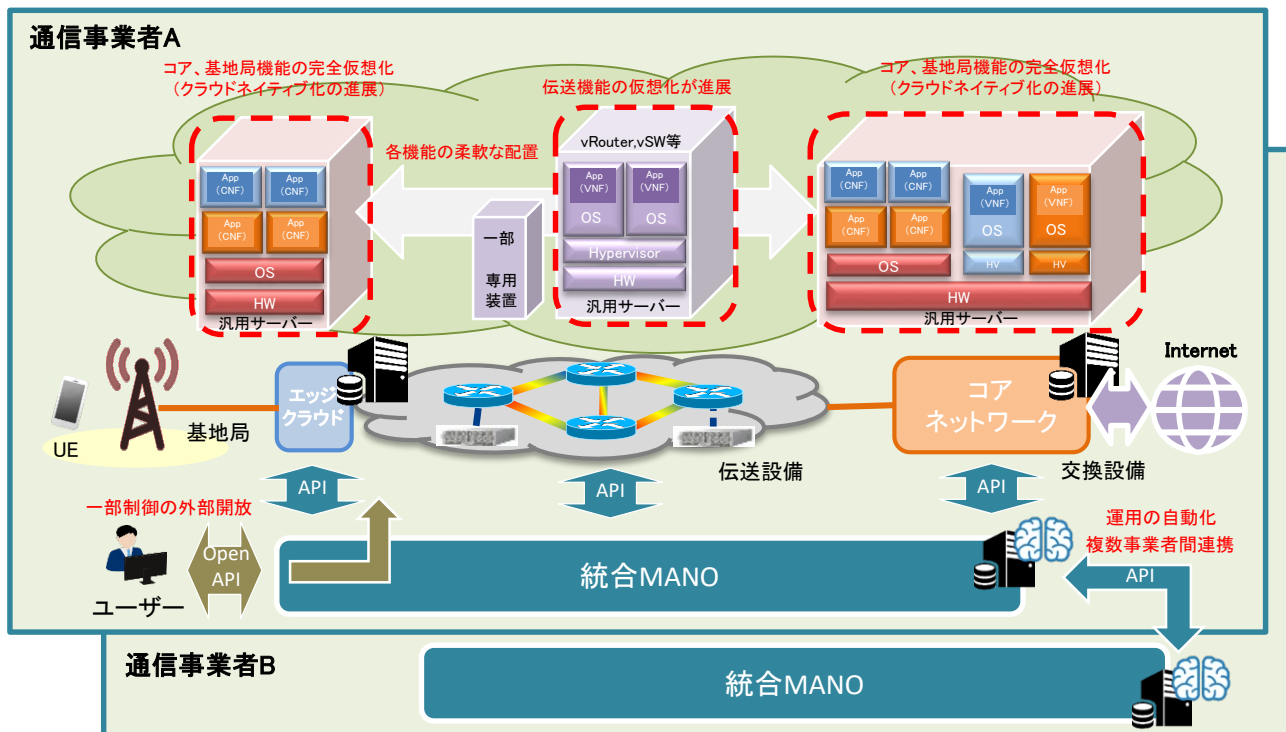 通信事業者A
コア、基地局機能の完全仮想化
（クラウドネイティブ化の進展）
伝送機能の仮想化が進展
コア、基地局機能の完全仮想化
（クラウドネイティブ化の進展）
各機能の柔軟な配置
App
(CNF)
App
(CNF)
App
(CNF)
App
(CNF)
OS
HW
汎用サーバー
一部
専用
装置
vRouter,vSW等
App
(VNF)
App
(VNF)
OS
OS
Hypervisor
HW
汎用サーバー
App
(CNF)
App
(CNF)
App
(CNF)
App
(CNF)
OS
App
(VNF)
OS
HV
App
(VNF)
OS
HV
HW
汎用サーバー
UE
基地局
エッジ
クラウド
伝送設備
コア
ネットワーク
交換設備
Internet
API
API
API
一部制御の外部開放
Open
API
ユーザー
統合MANO
運用の自動化
複数事業者間連携
API
通信事業者B
統合MANO